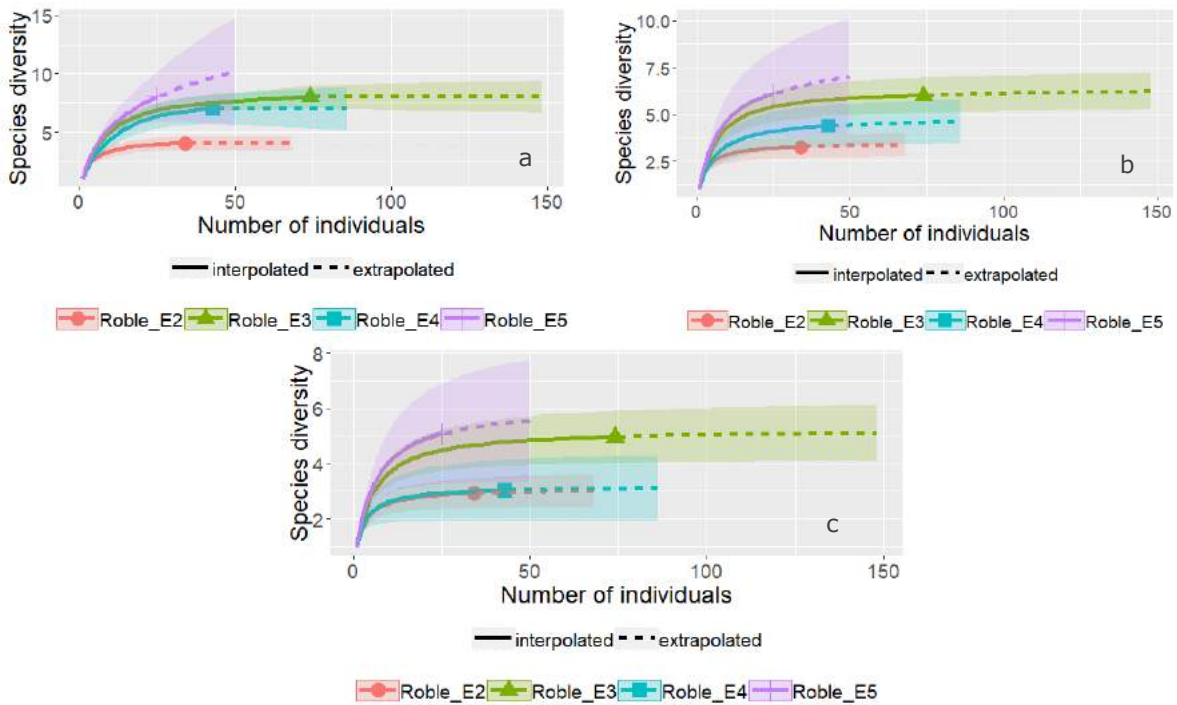 15
10
5
Species diversity
a
0 50 100 150
Number of individuals
interpolated extrapolated
Roble_E2 Roble_E3 Roble_E4 Roble_E5
10.0
7.5
5.0
2.5
Species diversity
b
0 50 100 150
Number of individuals
interpolated extrapolated
Roble_E2 Roble_E3 Roble_E4 Roble_E5
8
6
4
2
Species diversity
c
0 50 100 150
Number of individuals
interpolated extrapolated
Roble_E2 Roble_E3 Roble_E4 Roble_E5